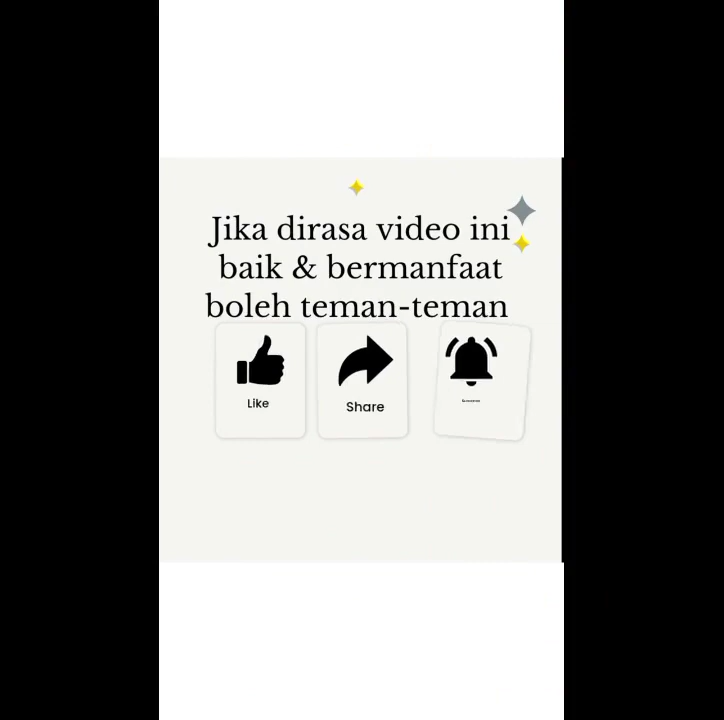 Jika dirasa video ini
baik & bermanfaat
boleh teman-teman
Like
Share